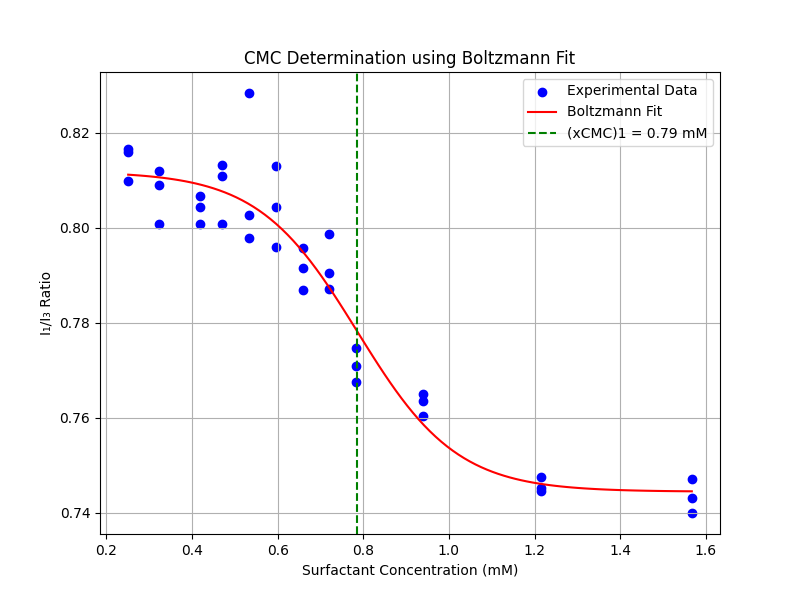 CMC Determination using Boltzmann Fit
Experimental Data
Boltzmann Fit
(xCMC)1 = 0.79 mM
I₁/I₃ Ratio
0.82
0.80
0.78
0.76
0.74
0.2 0.4 0.6 0.8 1.0 1.2 1.4 1.6
Surfactant Concentration (mM)